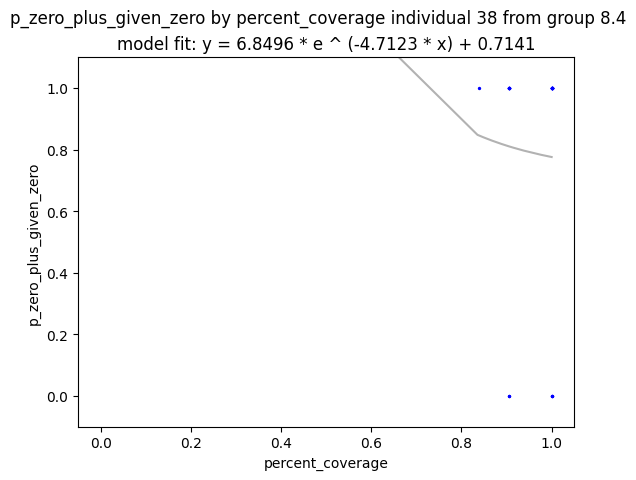 p_zero_plus_given_zero by percent_coverage individual 38 from group 8.4
model fit: y = 6.8496 * e ^ (-4.7123 * x) + 0.7141
1.0
0.8
0.6
0.4
0.2
0.0
p_zero_plus_given_zero
0.0 0.2 0.4 0.6 0.8 1.0
percent_coverage